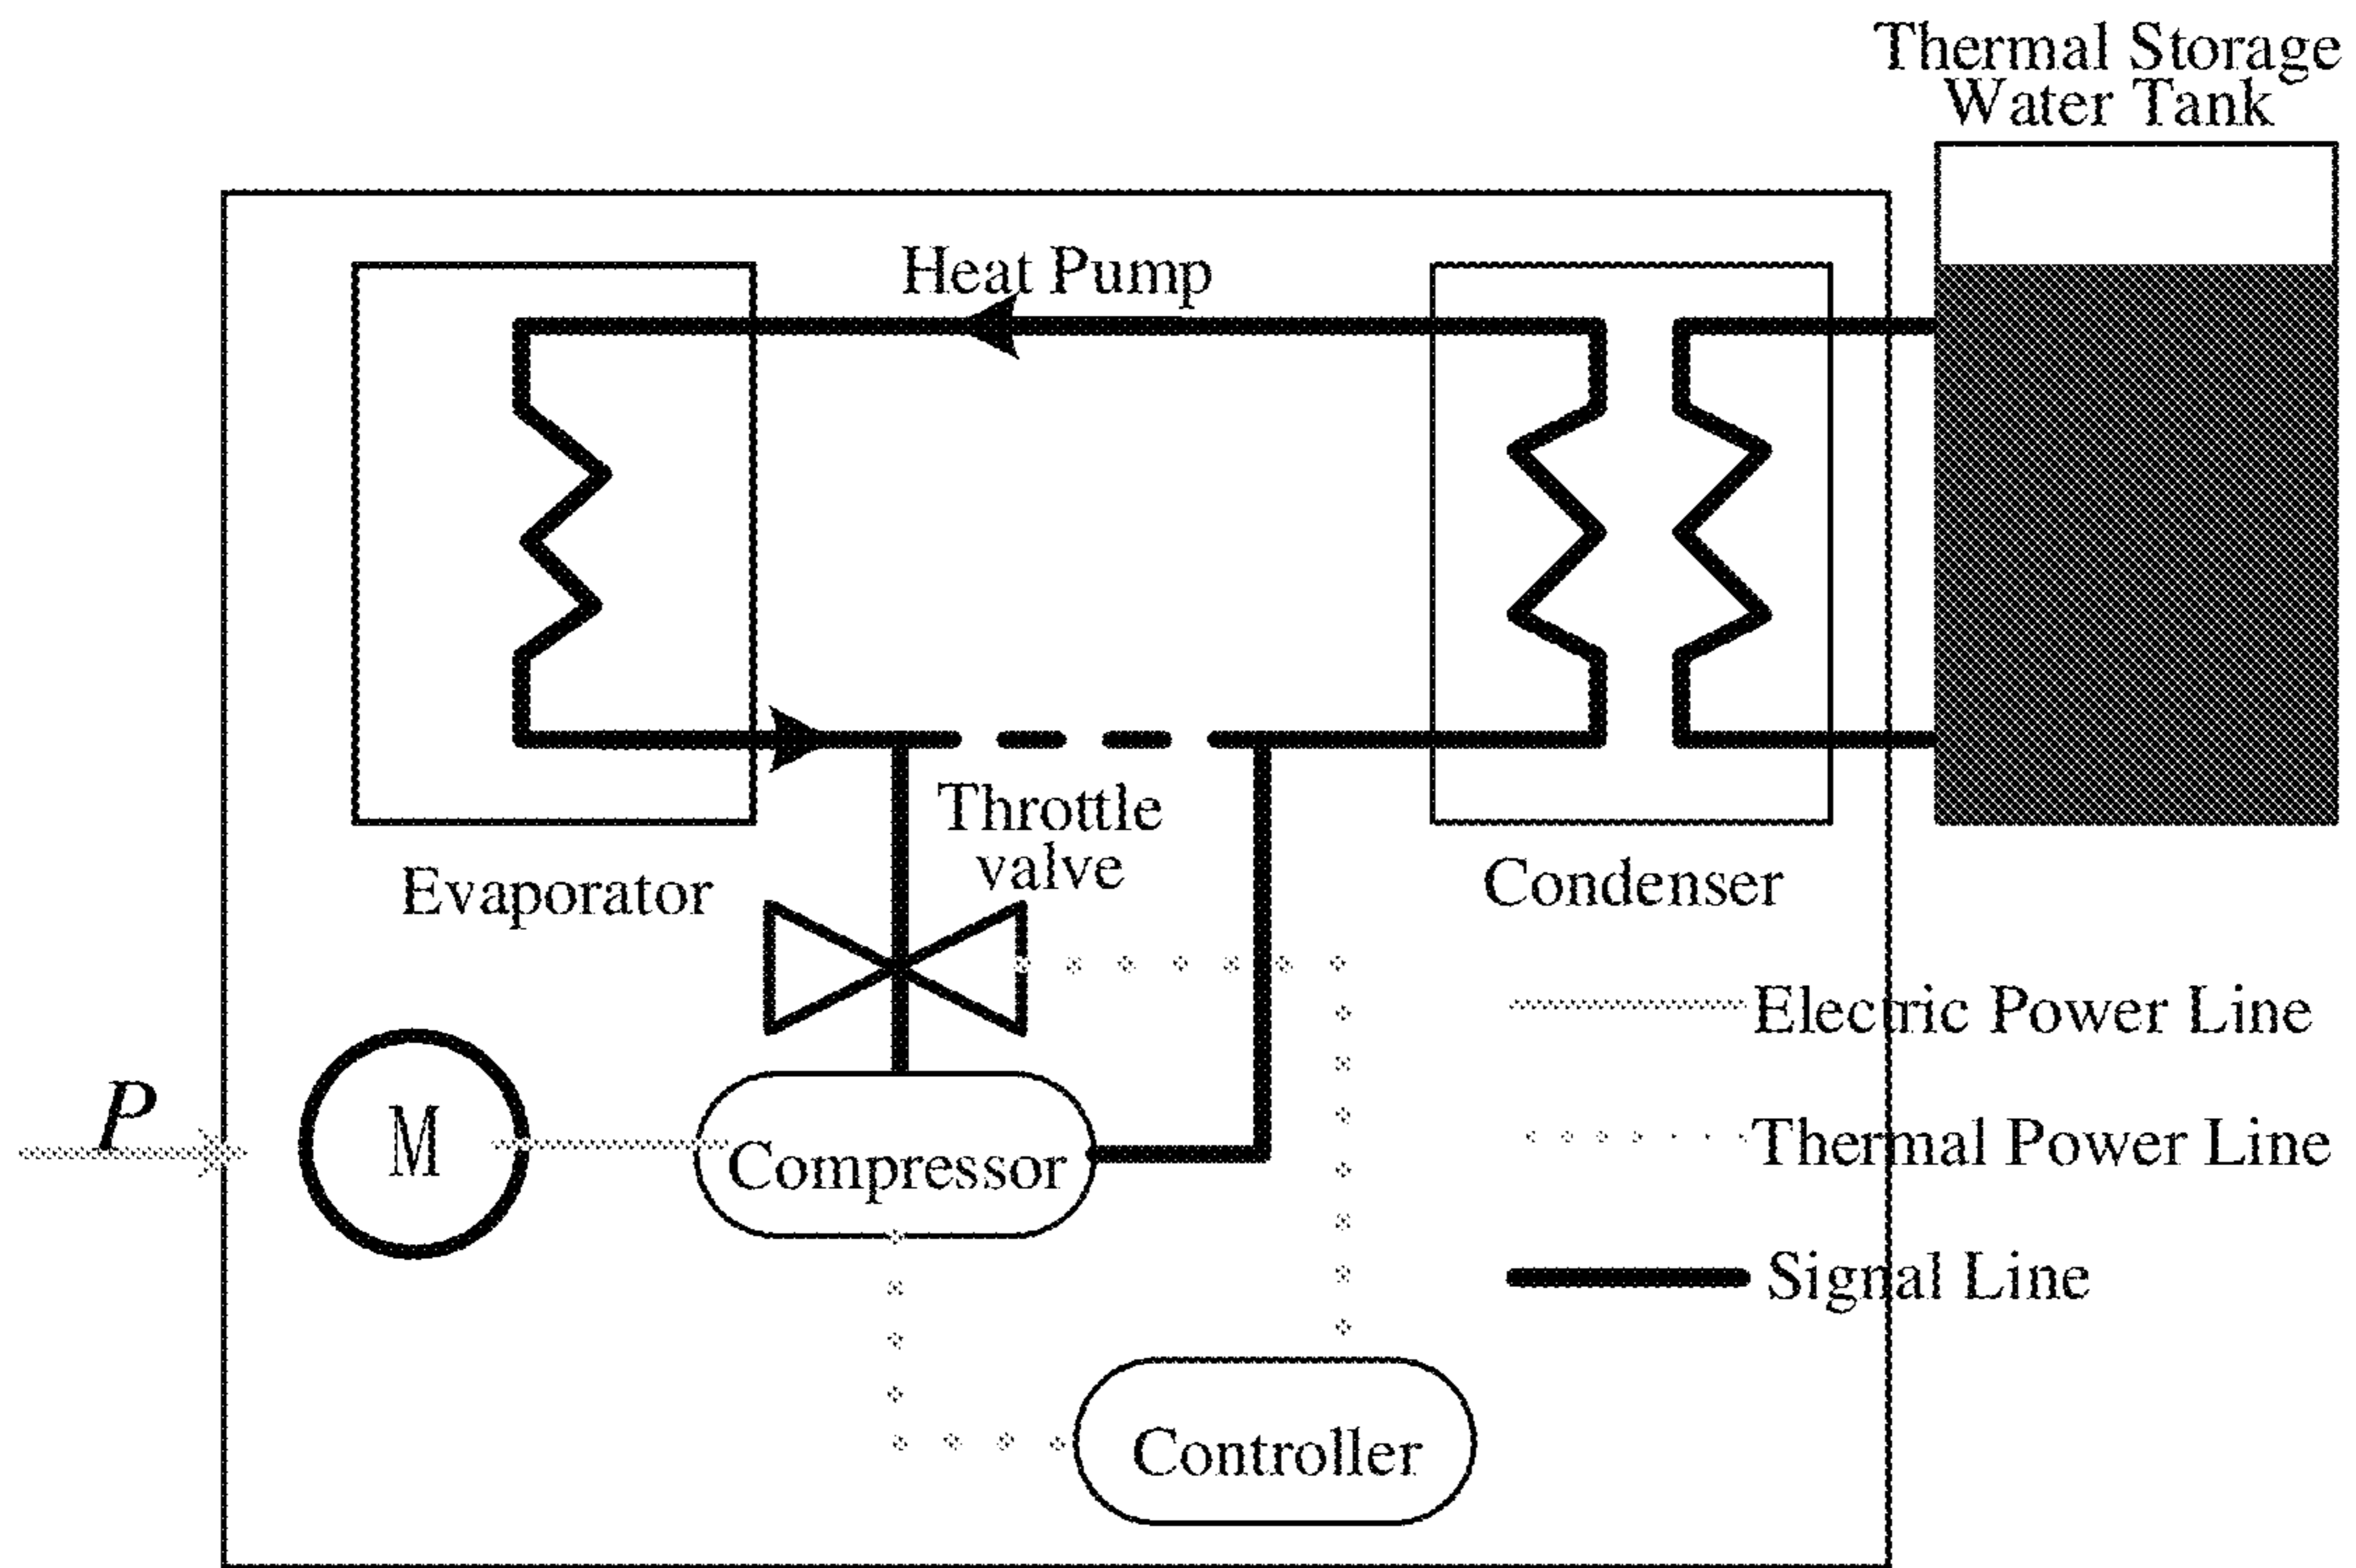 Thermal Storage
Water Tank
Heat Pump
Throttle
valve
Evaporator
Condenser
Electric Power Line
P
M
Compressor
Thermal Power Line
Signal Line
Controller